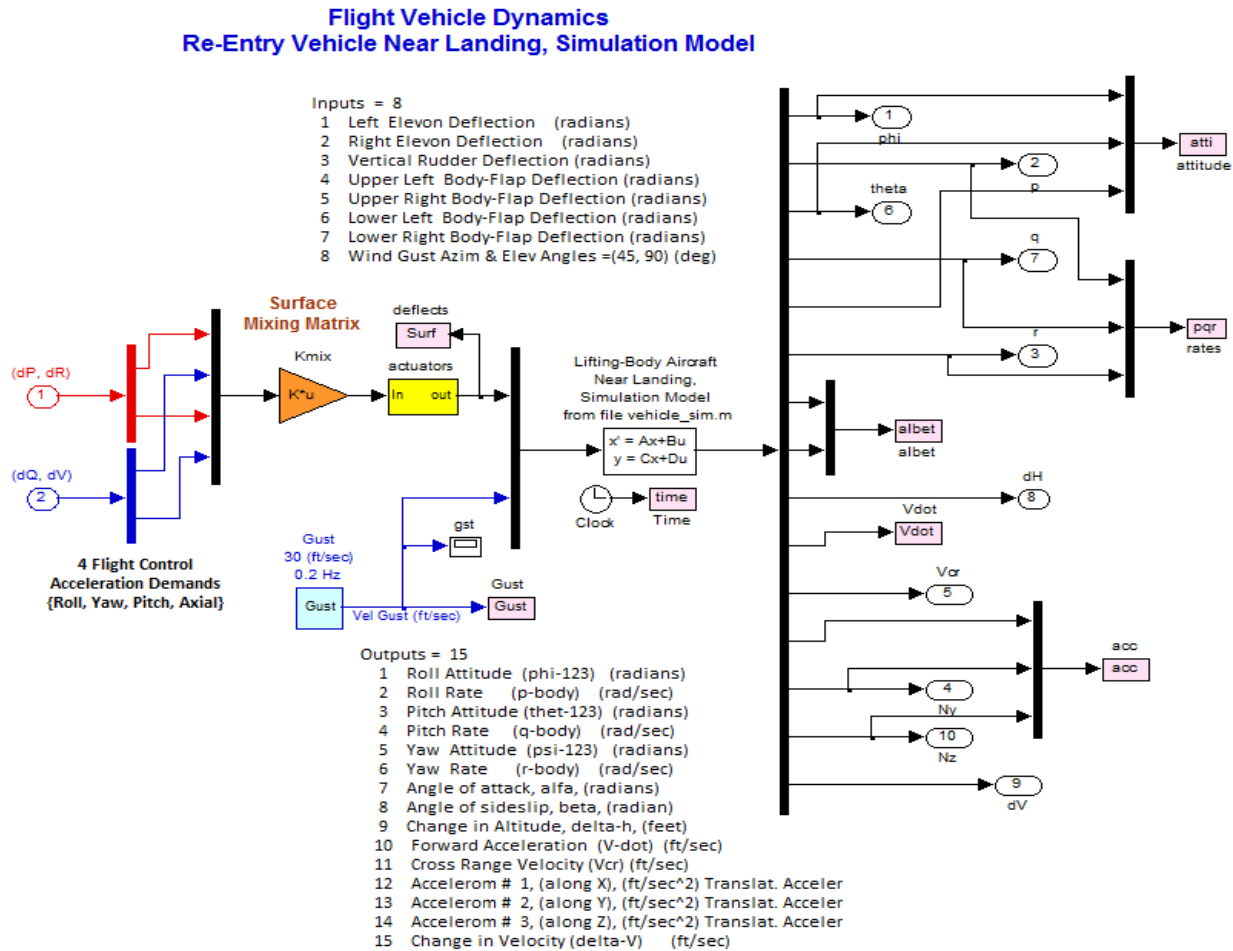 Flight Vehicle Dynamics
Re-Entry Vehicle Near Landing, Simulation Model
Inputs = 8
1 Left Elevon Deflection (radians)
2 Right Elevon Deflection (radians)
3 Vertical Rudder Deflection (radians)
4 Upper Left Body-Flap Deflection (radians)
5 Upper Right Body-Flap Deflection (radians)
6 Lower Left Body-Flap Deflection (radians)
7 Lower Right Body-Flap Deflection (radians)
8 Wind Gust Azim & Elev Angles =(45, 90) (deg)
Surface
Mixing Matrix
Kmix
K*u
deflects
Surf
actuators
In out
(dP, dR)
1
(dQ, dV)
2
4 Flight Control
Acceleration Demands
{Roll, Yaw, Pitch, Axial}
Gust
30 (ft/sec)
0.2 Hz
Gust
Vel Gust (ft/sec)
gst
Gust
Gust
Lifting-Body Aircraft
Near Landing,
Simulation Model
from file vehicle_sim.m
x' = Ax+Bu
y = Cx+Du
Clock
time
Time
1
phi
2
p
theta
6
q
7
r
3
atti
attitude
pqr
rates
albet
albet
dH
8
Vdot
Vdot
Vcr
5
4
Ny
10
Nz
acc
acc
9
dV
Outputs = 15
1 Roll Attitude (phi-123) (radians)
2 Roll Rate (p-body) (rad/sec)
3 Pitch Attitude (thet-123) (radians)
4 Pitch Rate (q-body) (rad/sec)
5 Yaw Attitude (psi-123) (radians)
6 Yaw Rate (r-body) (rad/sec)
7 Angle of attack, alfa, (radians)
8 Angle of sideslip, beta, (radian)
9 Change in Altitude, delta-h, (feet)
10 Forward Acceleration (V-dot) (ft/sec)
11 Cross Range Velocity (Vcr) (ft/sec)
12 Accelerom # 1, (along X), (ft/sec^2) Translat. Acceler
13 Accelerom # 2, (along Y), (ft/sec^2) Translat. Acceler
14 Accelerom # 3, (along Z), (ft/sec^2) Translat. Acceler
15 Change in Velocity (delta-V) (ft/sec)